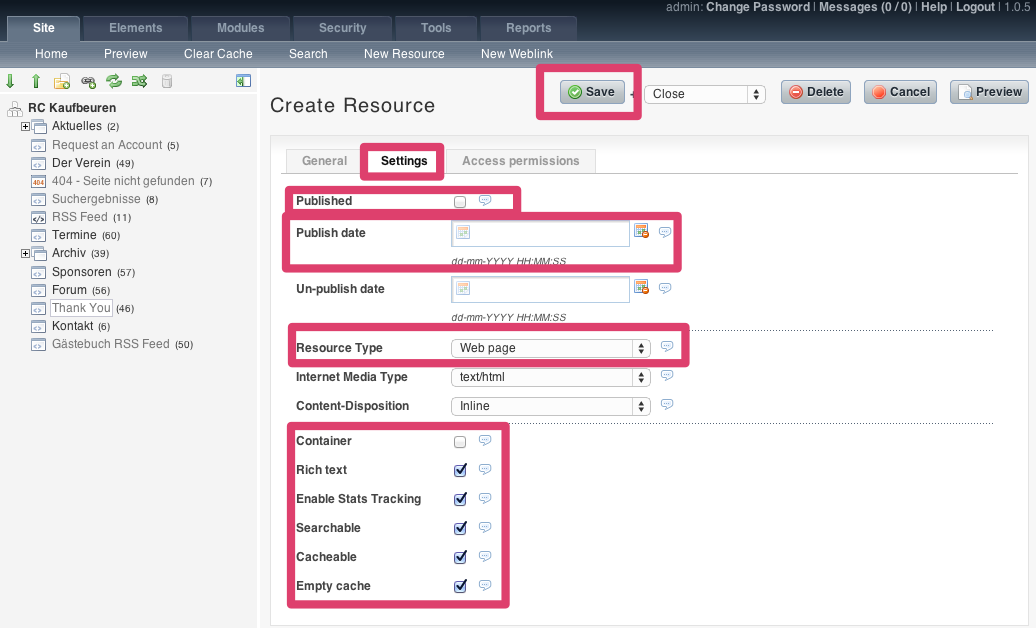 admin: Change Password | Messages (0 / 0) | Help | Logout | 1.0.5
Site Elements Modules Security Tools Reports
Home Preview Clear Cache Search New Resource New Weblink
Create Resource
Save + Close Delete Cancel Preview
RC Kaufbeuren
Aktuelles (2)
Request an Account (5)
Der Verein (49)
404 - Seite nicht gefunden (7)
Suchergebnisse (8)
RSS Feed (11)
Termine (60)
Archiv (39)
Sponsoren (57)
Forum (56)
Thank You (46)
Kontakt (6)
Gästebuch RSS Feed (50)
General Settings Access permissions
Published
Publish date
dd-mm-YYYY HH:MM:SS
Un-publish date
dd-mm-YYYY HH:MM:SS
Resource Type Web page
Internet Media Type text/html
Content-Disposition Inline
Container
Rich text
Enable Stats Tracking
Searchable
Cacheable
Empty cache